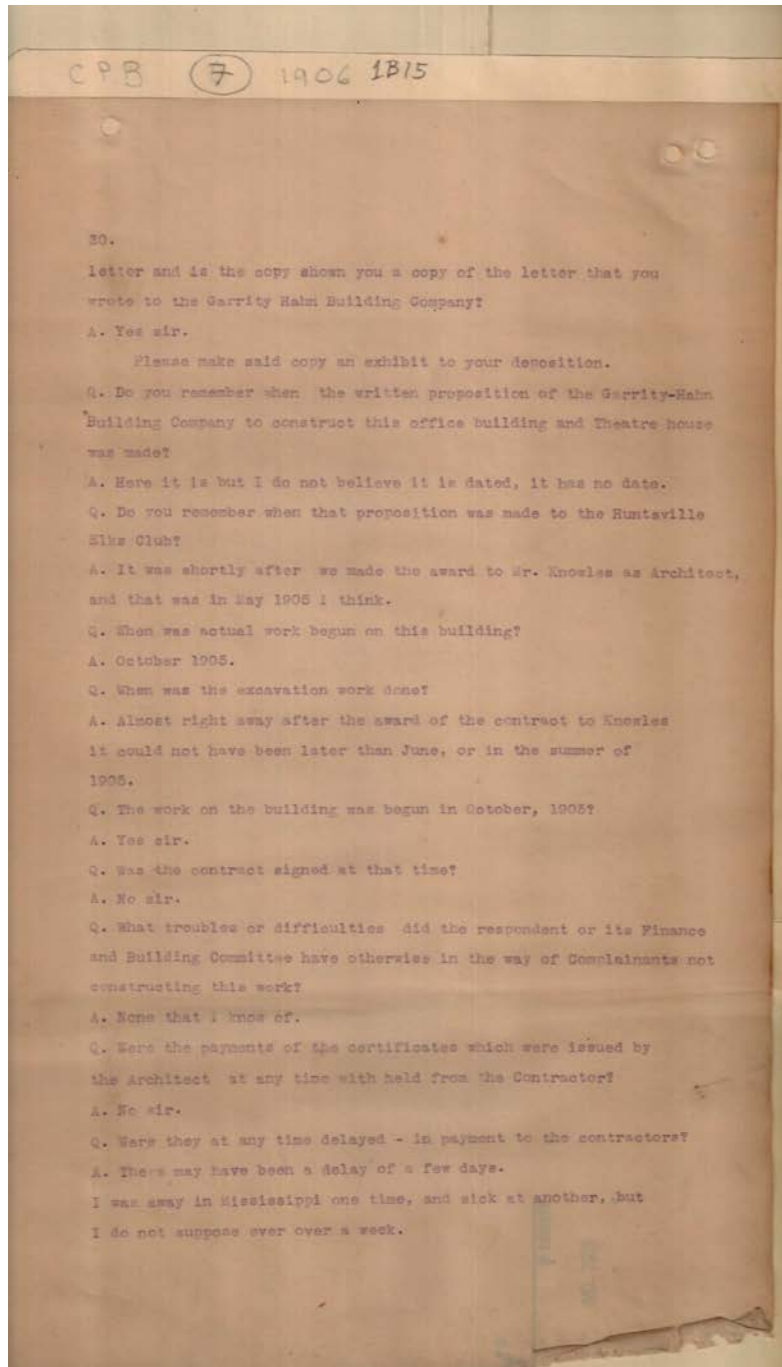 CPB 7 1906 1B15
30.
letter and is the copy shown you a copy of the letter that you
wrote to the Garrity Hahn Building Company?
A. Yes sir.
Please make said copy an exhibit to your deposition.
Q. Do you remember when the written proposition of the Garrity-Hahn
Building Company to construct this office building and Theatre house
was made?
A. Here it is but I do not believe it is dated, it has no date.
Q. Do you remember when that proposition was made to the Huntsville
Elks Club?
A. It was shortly after we made the award to Mr. Knowles as Architect,
and that was in May 1905 I think.
Q. When was actual work begun on this building?
A. October 1905.
Q. When was the excavation work done?
A. Almost right away after the award of the contract to Knowles
it could not have been later than June, or in the summer of
1905.
Q. The work on the building was begun in October, 1905?
A. Yes sir.
Q. Was the contract signed at that time?
A. No sir.
Q. What troubles or difficulties did the respondent or its Finance
and Building Committee have otherwise in the way of Complainants not
constructing this work?
A. None that I know of.
Q. Were the payments of the certificates which were issued by
the Architect at any time with held from the Contractor?
A. No sir.
Q. Were they at any time delayed - in payment to the contractors?
A. There may have been a delay of a few days.
I was away in Mississippi one time, and sick at another, but
I do not suppose ever over a week.